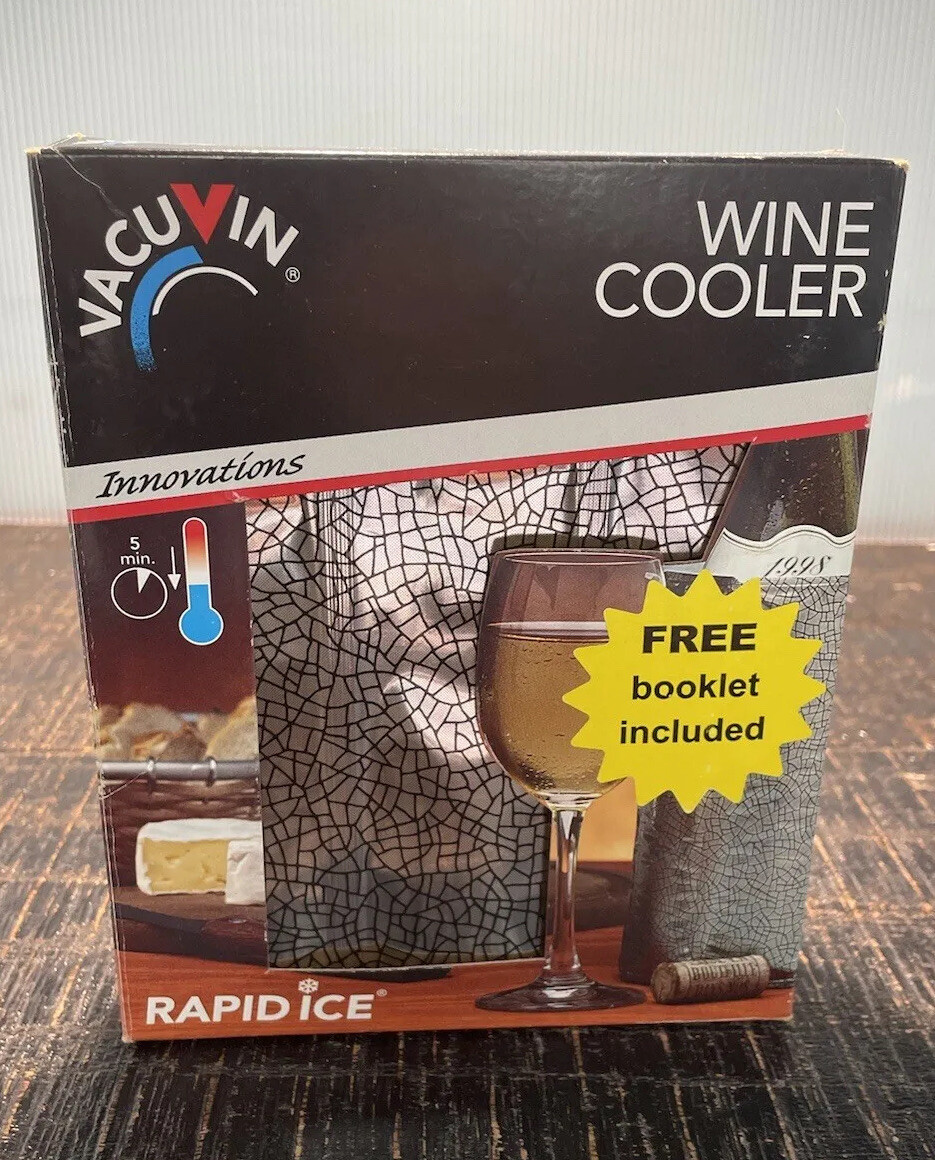 VACUVIN®
WINE
COOLER
Innovations
5
min.
1998
FREE
booklet
included
RAPID ICE®